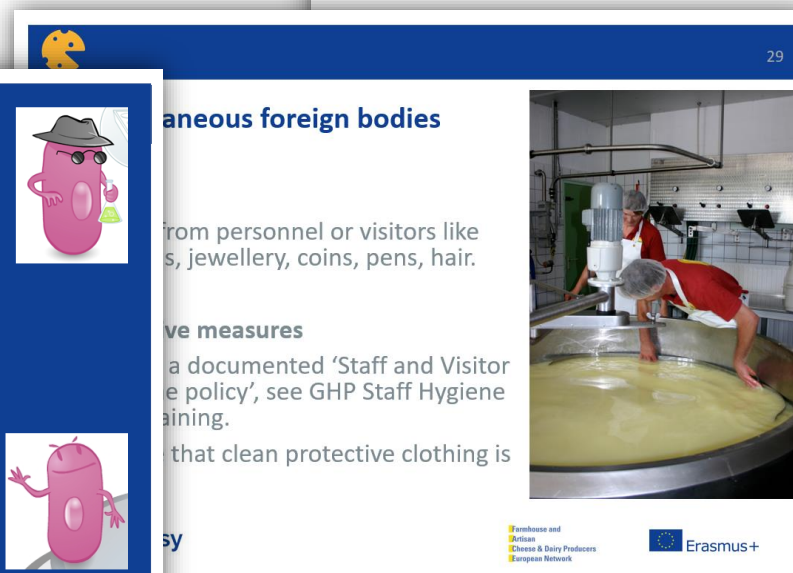 29
aneous foreign bodies
from personnel or visitors like
s, jewellery, coins, pens, hair.
ve measures
a documented ‘Staff and Visitor
e policy’, see GHP Staff Hygiene
aining.
that clean protective clothing is
sy
Farmhouse and
Artisan
Cheese & Dairy Producers
European Network
Erasmus+